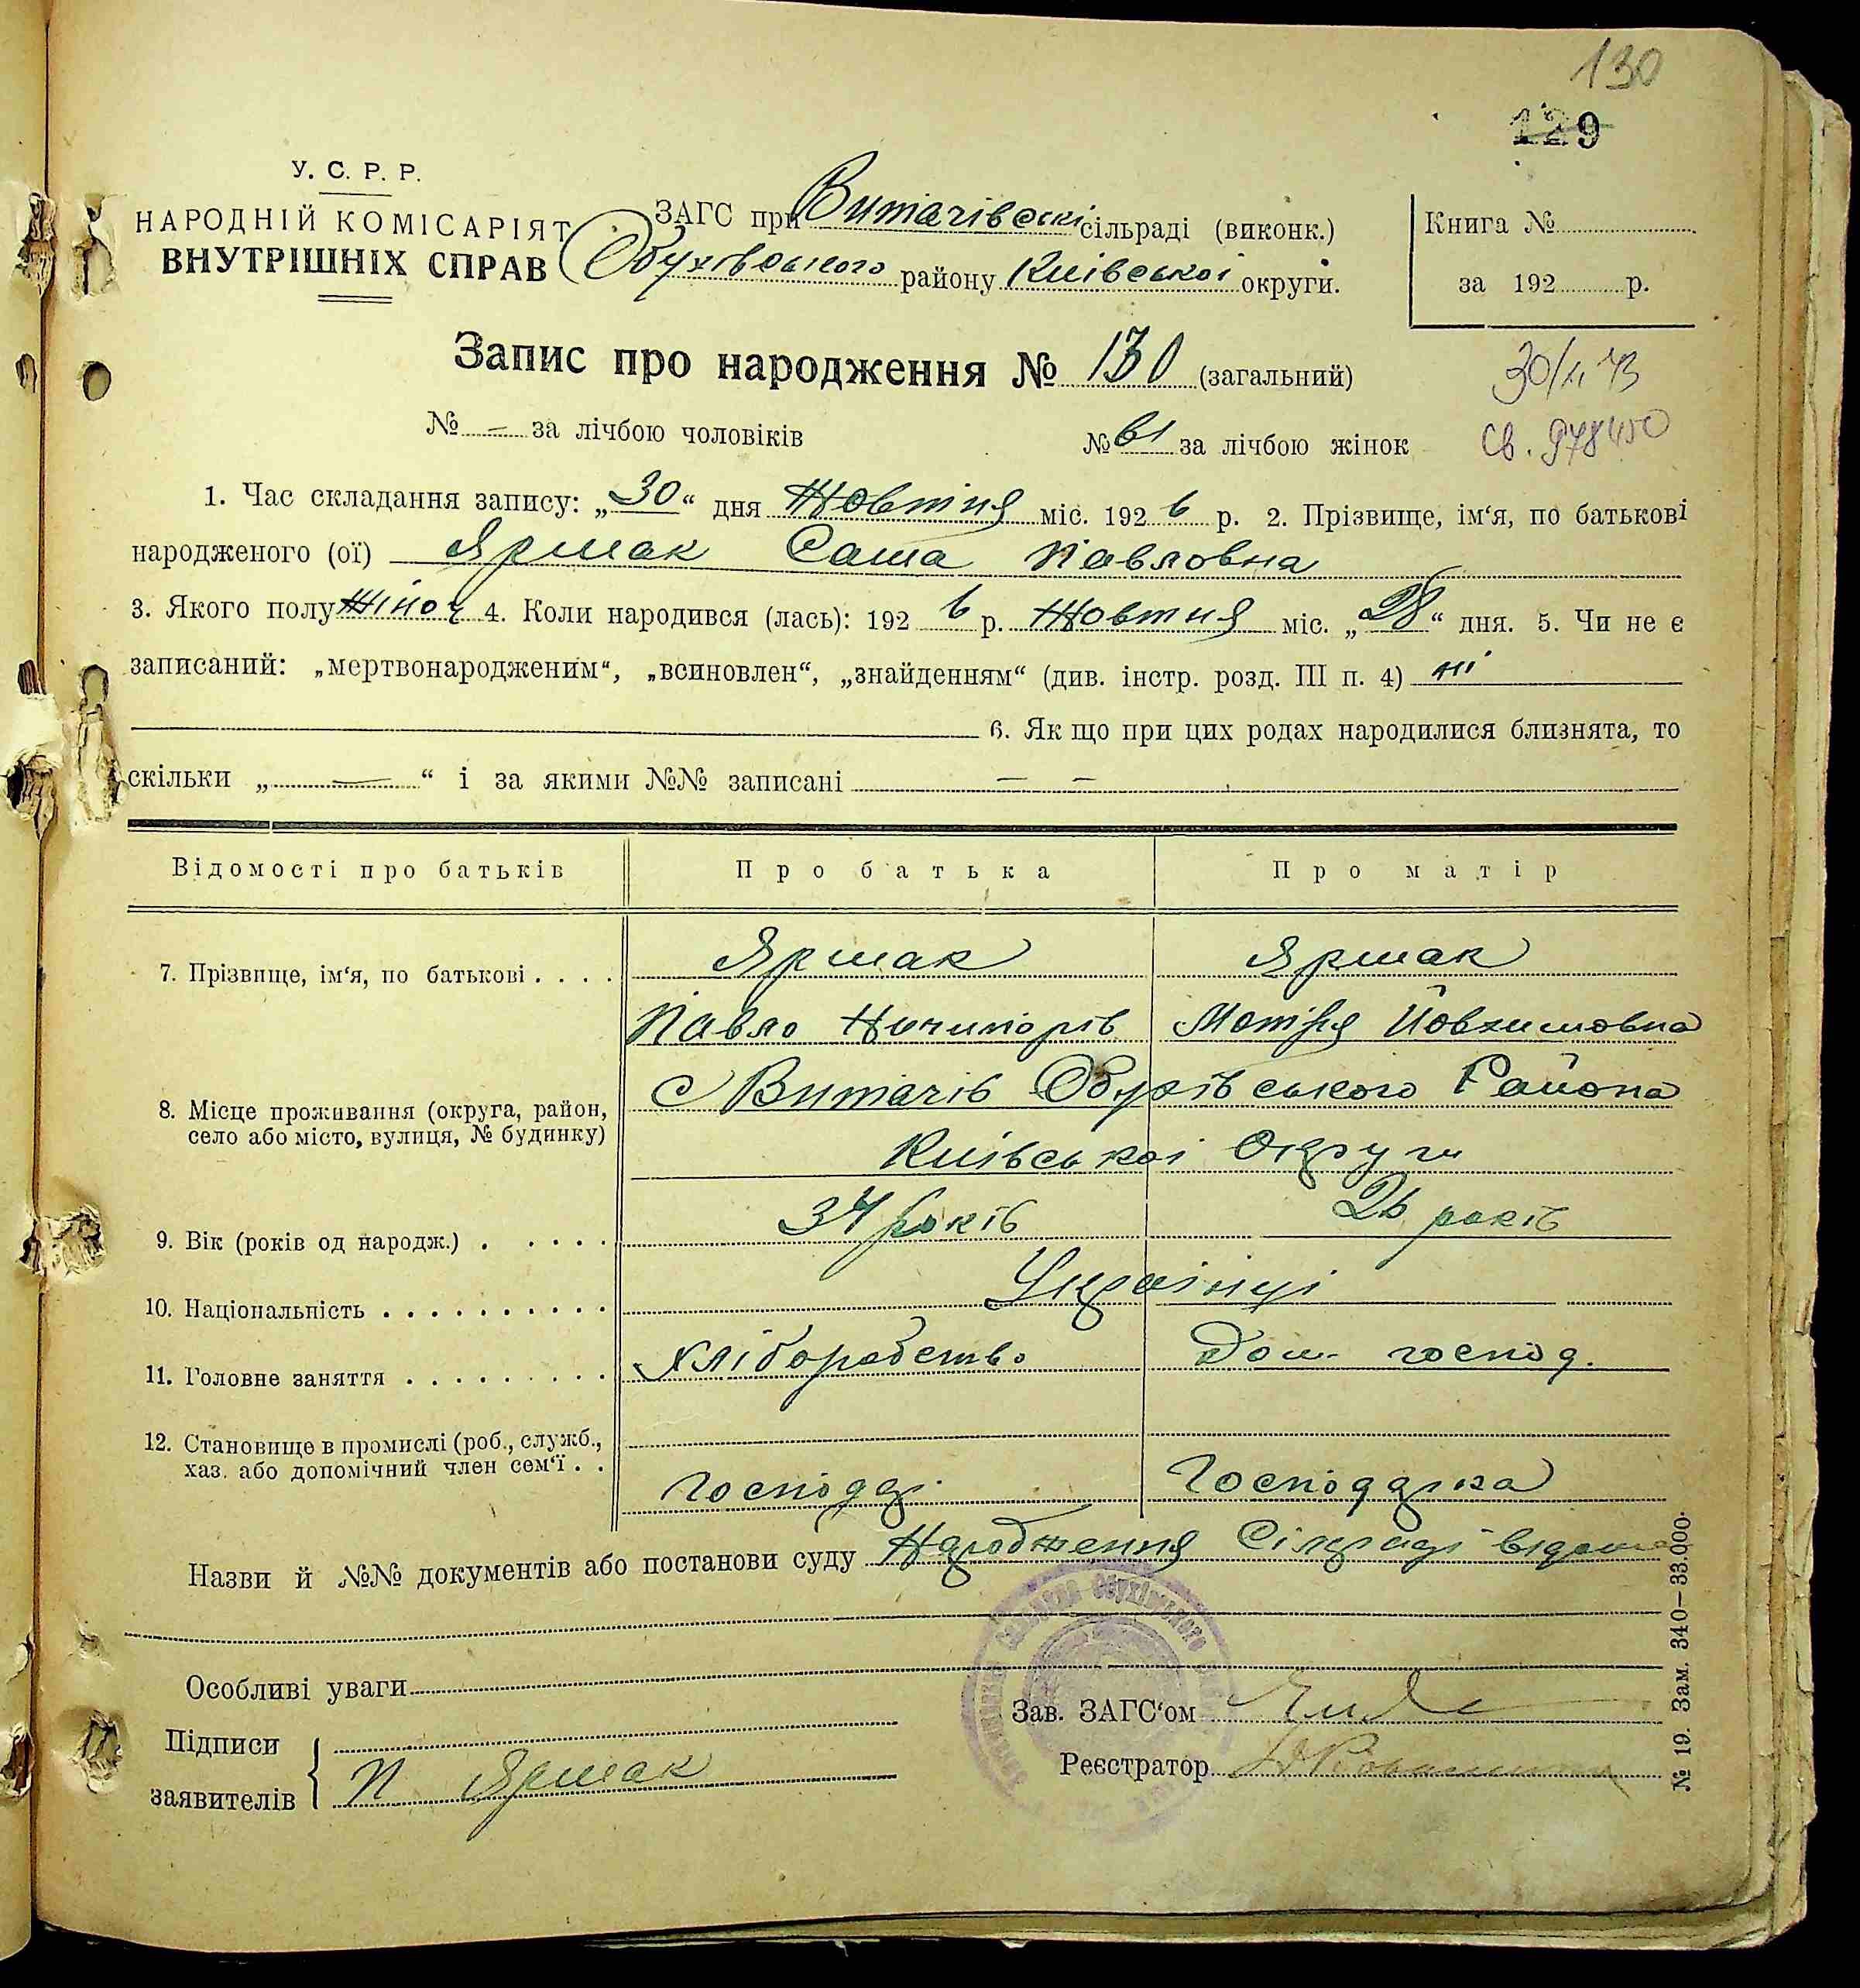 130
129
У. С. Р. Р.
НАРОДНІЙ КОМІСАРІЯТ
ВНУТРІШНІХ СПРАВ
ЗАГС при Витачівські сільраді (виконк.)
Обухівського району Київської округи.
Книга №
за 192 р.
Запис про народження № 130 (загальний)
30/II 73
№ — за лічбою чоловіків № 61 за лічбою жінок
Св. 978450
1. Час складання запису: „30“ дня Жовтня міс. 1926 р. 2. Прізвище, ім‘я, по батькові
народженого (ої) Ярмак Саша Павловна
3. Якого полу Жіноч 4. Коли народився (лась): 1926 р. Жовтня міс. „28“ дня. 5. Чи не є
записаний: „мертвонародженим“, „всиновлен“, „знайденням“ (див. інстр. розд. III п. 4) ні
6. Як що при цих родах народилися близнята, то
скільки „—“ і за якими №№ записані — —
Відомості про батьків Про батька Про матір
7. Прізвище, ім‘я, по батькові . . . . Ярмак Ярмак
Павло Ничипорів Мотря Йовхимовна
8. Місце проживання (округа, район,
село або місто, вулиця, № будинку)
С Витачів Обухівського Района
Київської Округи
9. Вік (років од народж.) . . . . . 34 років 26 років
10. Національність . . . . . . . . . . Українці
11. Головне заняття . . . . . . . . . Хліборобство Дом. господ.
12. Становище в промислі (роб., служб.,
хаз. або допомічний член сем‘ї . .
Господар Господарка
Назви й №№ документів або постанови суду Народження Сілраді відоме
Особливі уваги
Зав. ЗАГС‘ом
Підписи
заявителів
П Ярмак
Реєстратор
№ 19. Зам. 340—33.000.